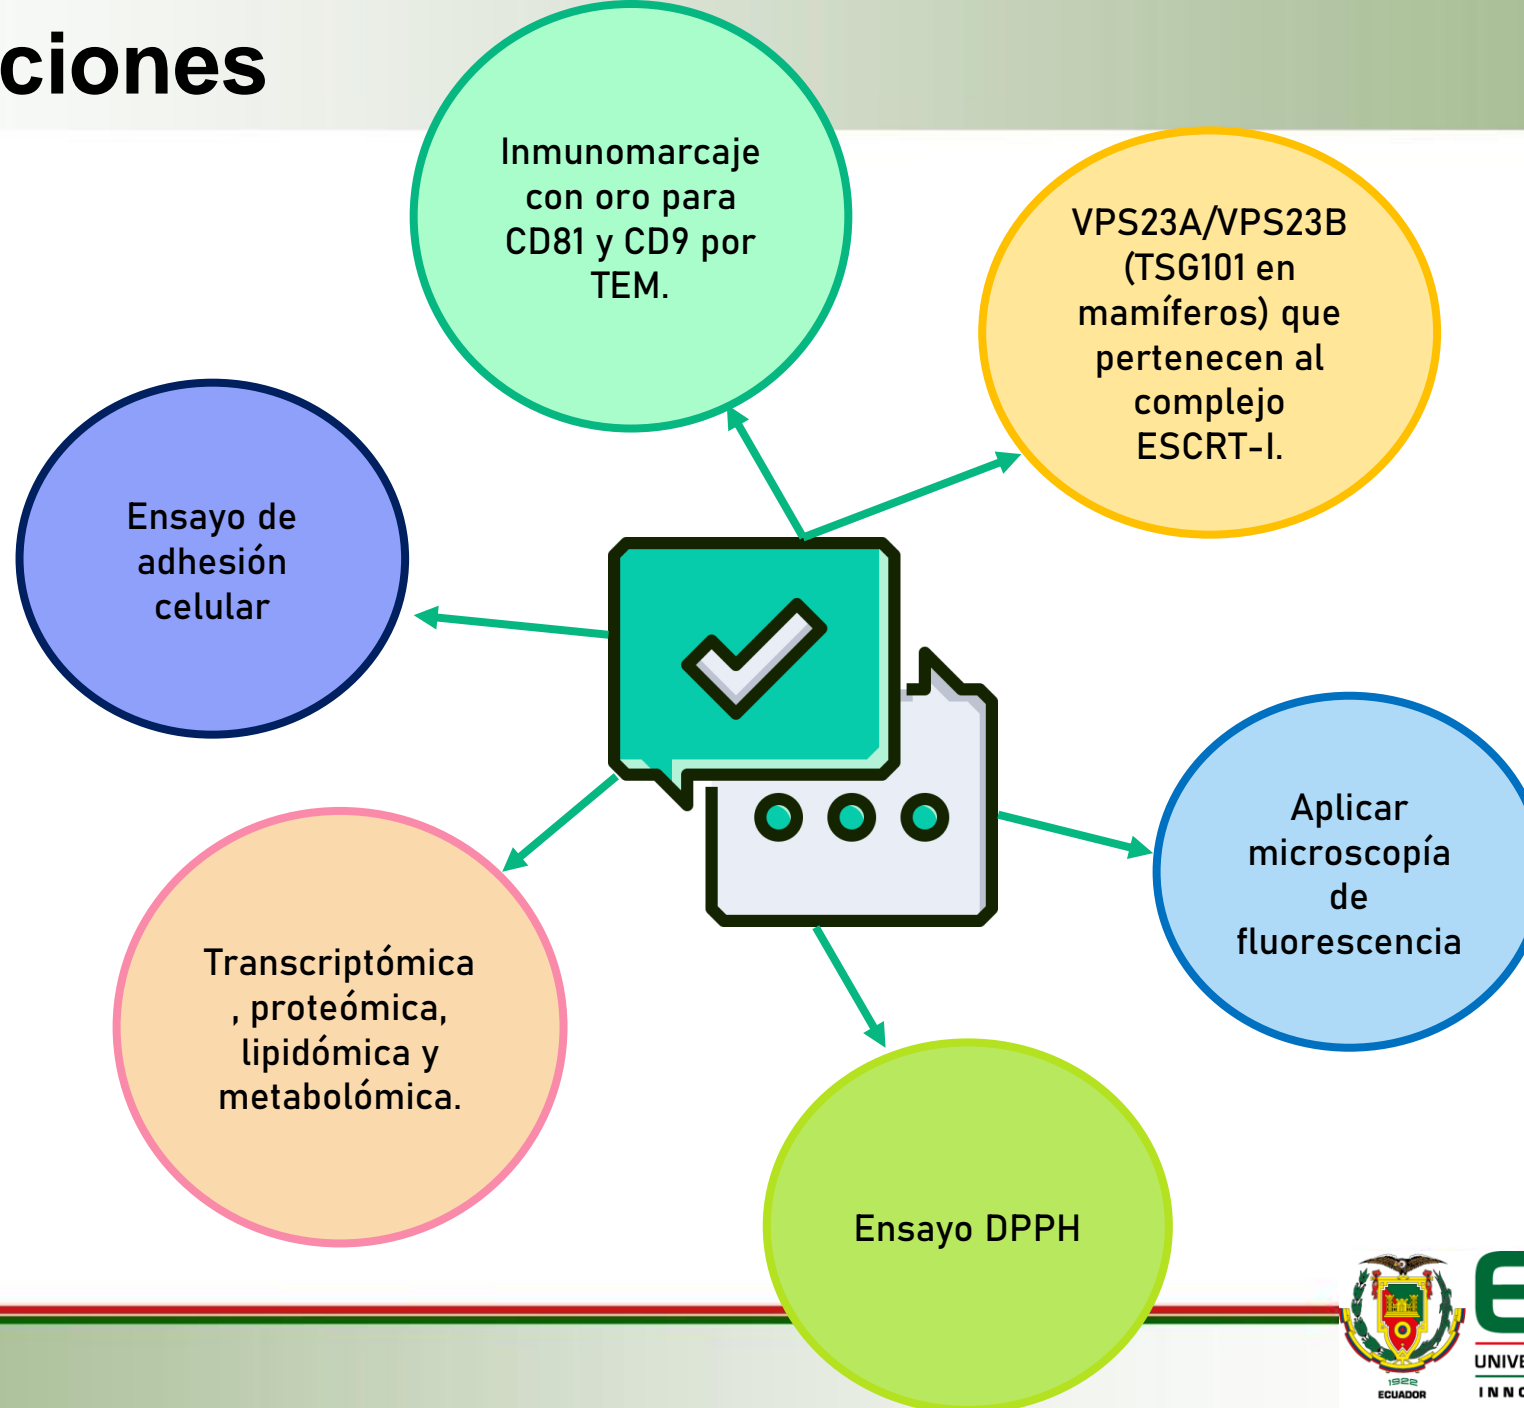 ciones
Inmunomarcaje
con oro para
CD81 y CD9 por
TEM.
VPS23A/VPS23B
(TSG101 en
mamíferos) que
pertenecen al
complejo
ESCRT-I.
Ensayo de
adhesión
celular
Aplicar
microscopía
de
fluorescencia
Transcriptómica
, proteómica,
lipidómica y
metabolómica.
Ensayo DPPH
E
1922
ECUADOR
UNIVE
INNO